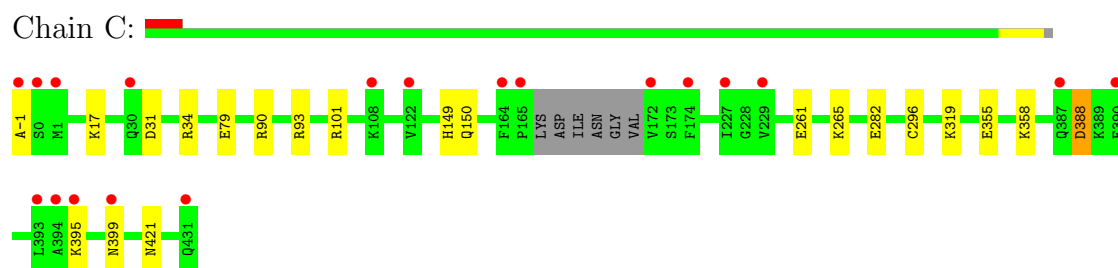 Chain C:
A-1 S0 M1 K17 Q30 D31 R34 E79 R90 R93 R101 K108 V122 H149 Q150 F164 P165 LYS ASP ILE ASN GLY VAL V172 S173 F174 I227 G228 V229 E261 K265 E282 C296 K319 E355 K358 Q387 D388 K389
L393 A394 K395 N399 N421 Q431